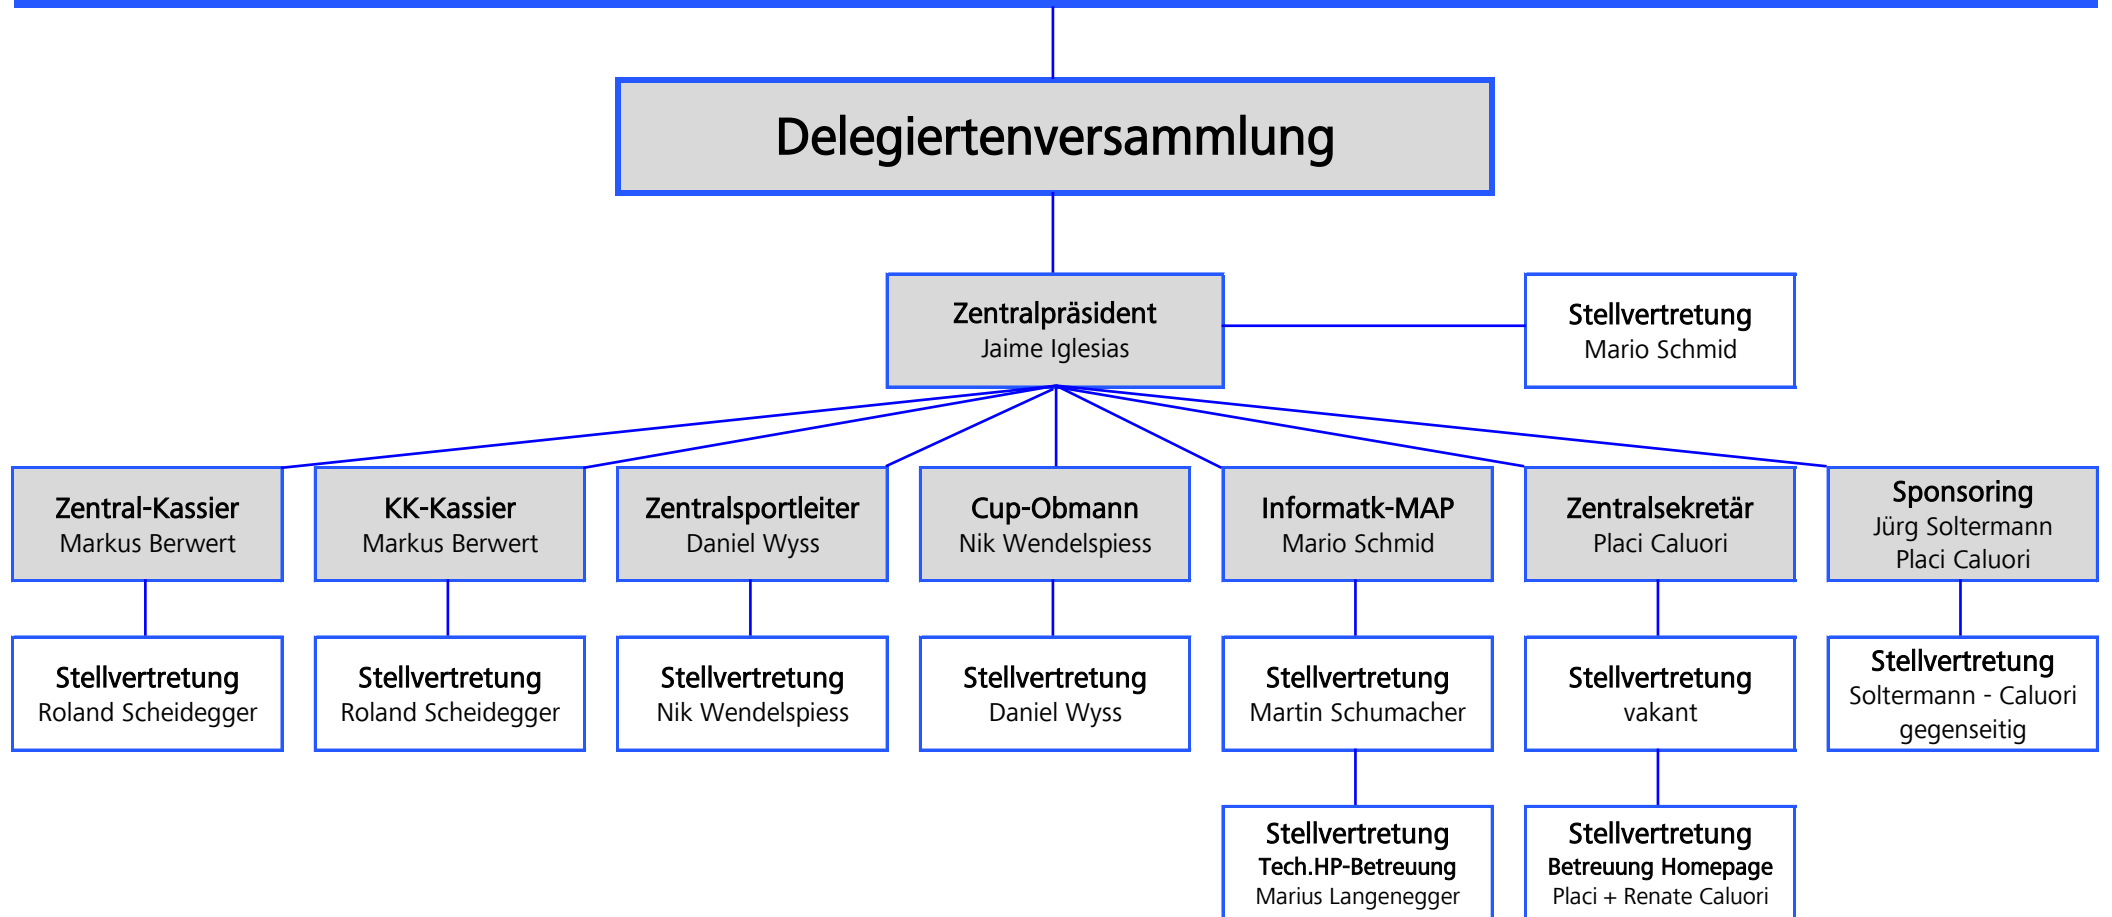 Delegiertenversammlung
Zentralpräsident
Jaime Iglesias
Stellvertretung
Mario Schmid
Zentral-Kassier
Markus Berwert
KK-Kassier
Markus Berwert
Zentralsportleiter
Daniel Wyss
Cup-Obmann
Nik Wendelspiess
Informatk-MAP
Mario Schmid
Zentralsekretär
Placi Caluori
Sponsoring
Jürg Soltermann
Placi Caluori
Stellvertretung
Roland Scheidegger
Stellvertretung
Roland Scheidegger
Stellvertretung
Nik Wendelspiess
Stellvertretung
Daniel Wyss
Stellvertretung
Martin Schumacher
Stellvertretung
vakant
Stellvertretung
Soltermann - Caluori
gegenseitig
Stellvertretung
Tech.HP-Betreuung
Marius Langenegger
Stellvertretung
Betreuung Homepage
Placi + Renate Caluori